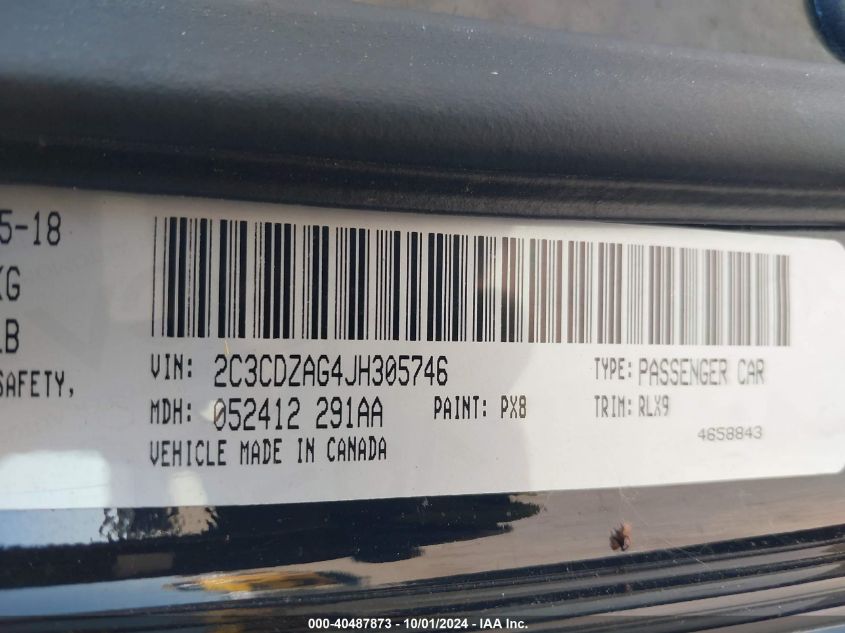 5-18
KG
LB
SAFETY,
VIN: 2C3CDZAG4JH305746 TYPE: PASSENGER CAR
MDH: 052412 291AA PAINT: PX8 TRIM: RLX9
VEHICLE MADE IN CANADA 4658843
000-40487873 - 10/01/2024 - IAA Inc.